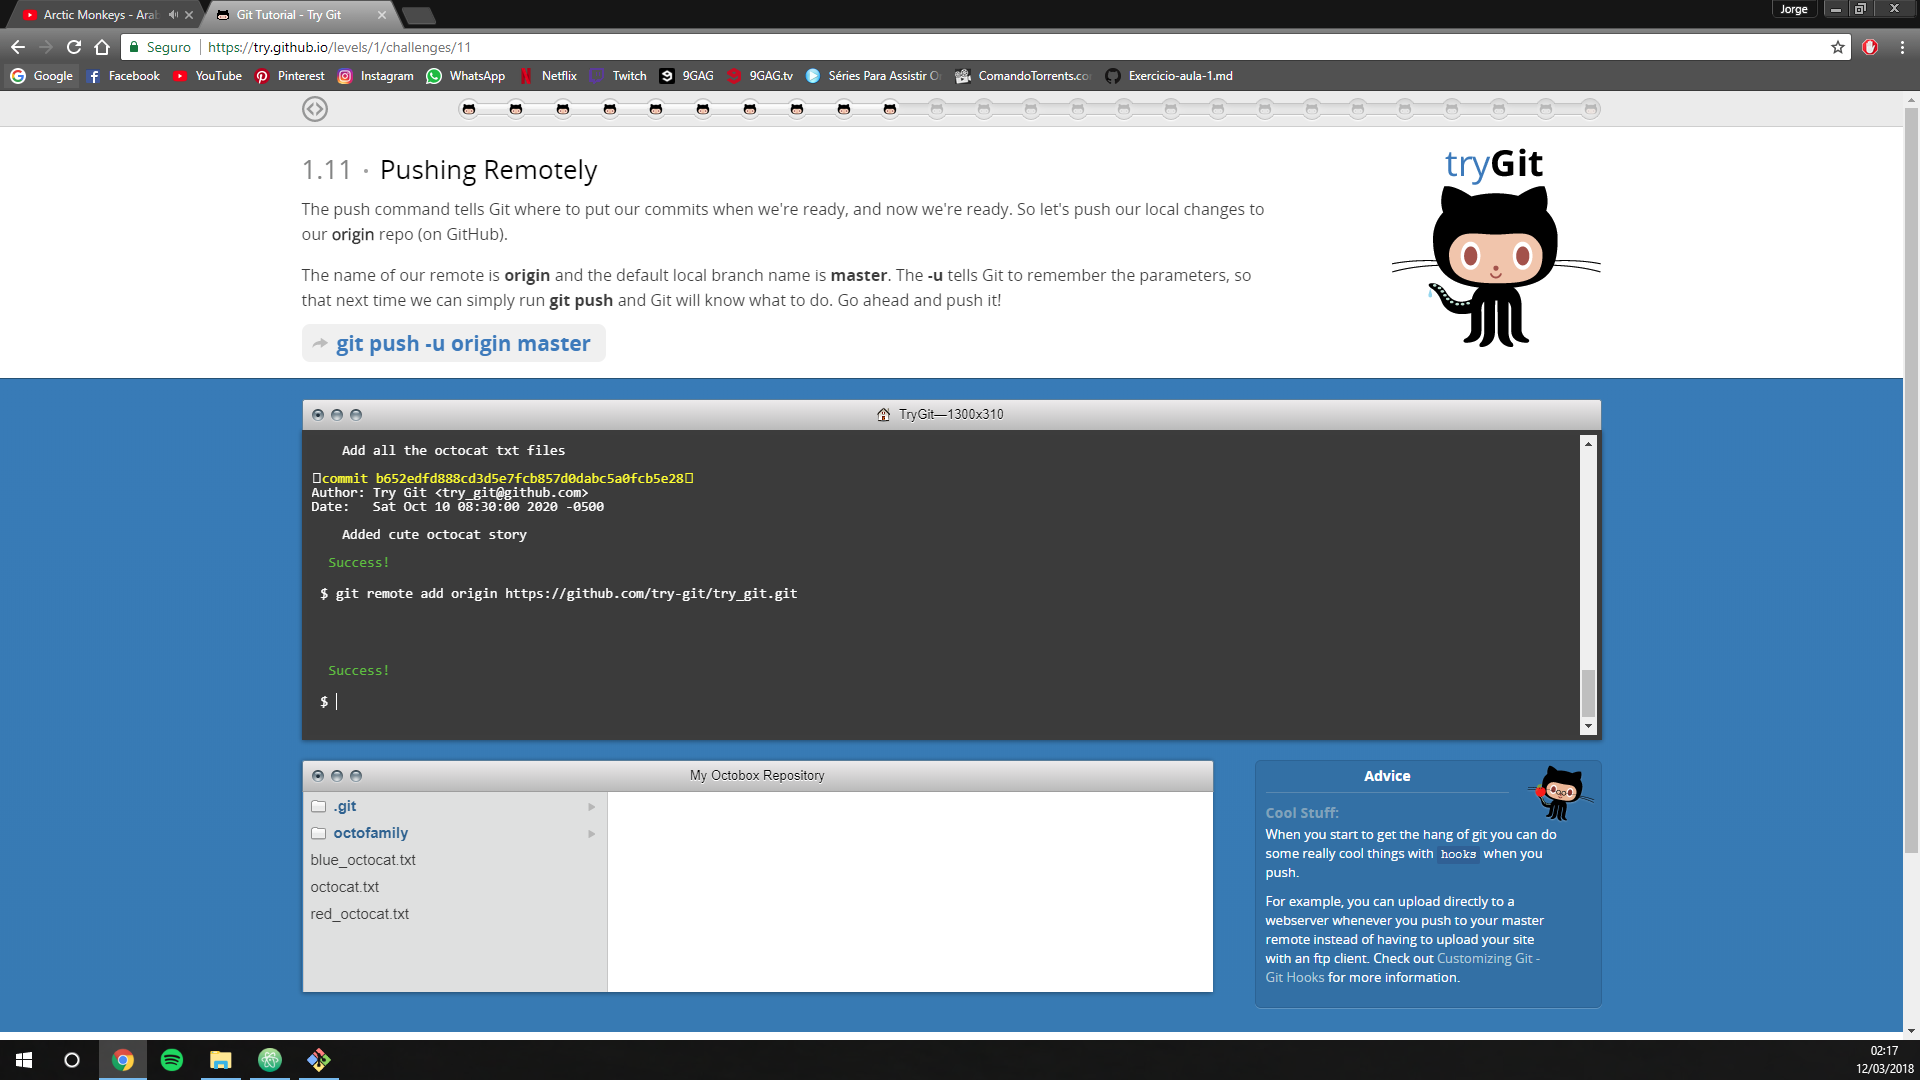 Arctic Monkeys - Ara
Git Tutorial - Try Git
Jorge
Seguro
https://try.github.io/levels/1/challenges/11
Google
Facebook
YouTube
Pinterest
Instagram
WhatsApp
Netflix
Twitch
9GAG
9GAG.tv
Séries Para Assistir O
ComandoTorrents.co
Exercicio-aula-1.md
1.11 · Pushing Remotely
tryGit
The push command tells Git where to put our commits when we're ready, and now we're ready. So let's push our local changes to
our origin repo (on GitHub).
The name of our remote is origin and the default local branch name is master. The -u tells Git to remember the parameters, so
that next time we can simply run git push and Git will know what to do. Go ahead and push it!
git push -u origin master
TryGit—1300x310
Add all the octocat txt files
commit b652edfd888cd3d5e7fcb857d0dabc5a0fcb5e28
Author: Try Git <try_git@github.com>
Date:   Sat Oct 10 08:30:00 2020 -0500
Added cute octocat story
Success!
$ git remote add origin https://github.com/try-git/try_git.git
Success!
$
My Octobox Repository
.git
octofamily
blue_octocat.txt
octocat.txt
red_octocat.txt
Advice
Cool Stuff:
When you start to get the hang of git you can do
some really cool things with hooks when you
push.
For example, you can upload directly to a
webserver whenever you push to your master
remote instead of having to upload your site
with an ftp client. Check out Customizing Git -
Git Hooks for more information.
02:17
12/03/2018